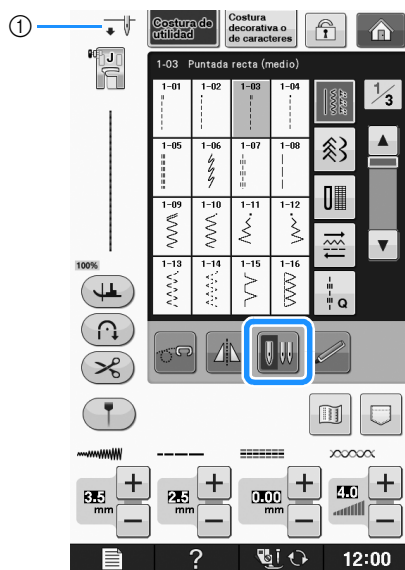 ①
Costura de
utilidad
Costura
decorativa o
de caracteres
J
1-03 Puntada recta (medio)
1/3
1-01 1-02 1-03 1-04
1-05 1-06 1-07 1-08
1-09 1-10 1-11 1-12
1-13 1-14 1-15 1-16
Q
100%
3.5 mm
2.5 mm
0.00 mm
4.0
+ + + +
− − − −
? 12:00